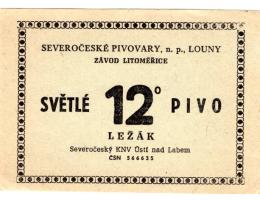 SEVEROČESKÉ PIVOVARY, n. p., LOUNY
ZÁVOD LITOMĚŘICE
SVĚTLÉ 12° PIVO
LEŽÁK
Severočeský KNV Ústí nad Labem
ČSN 566635